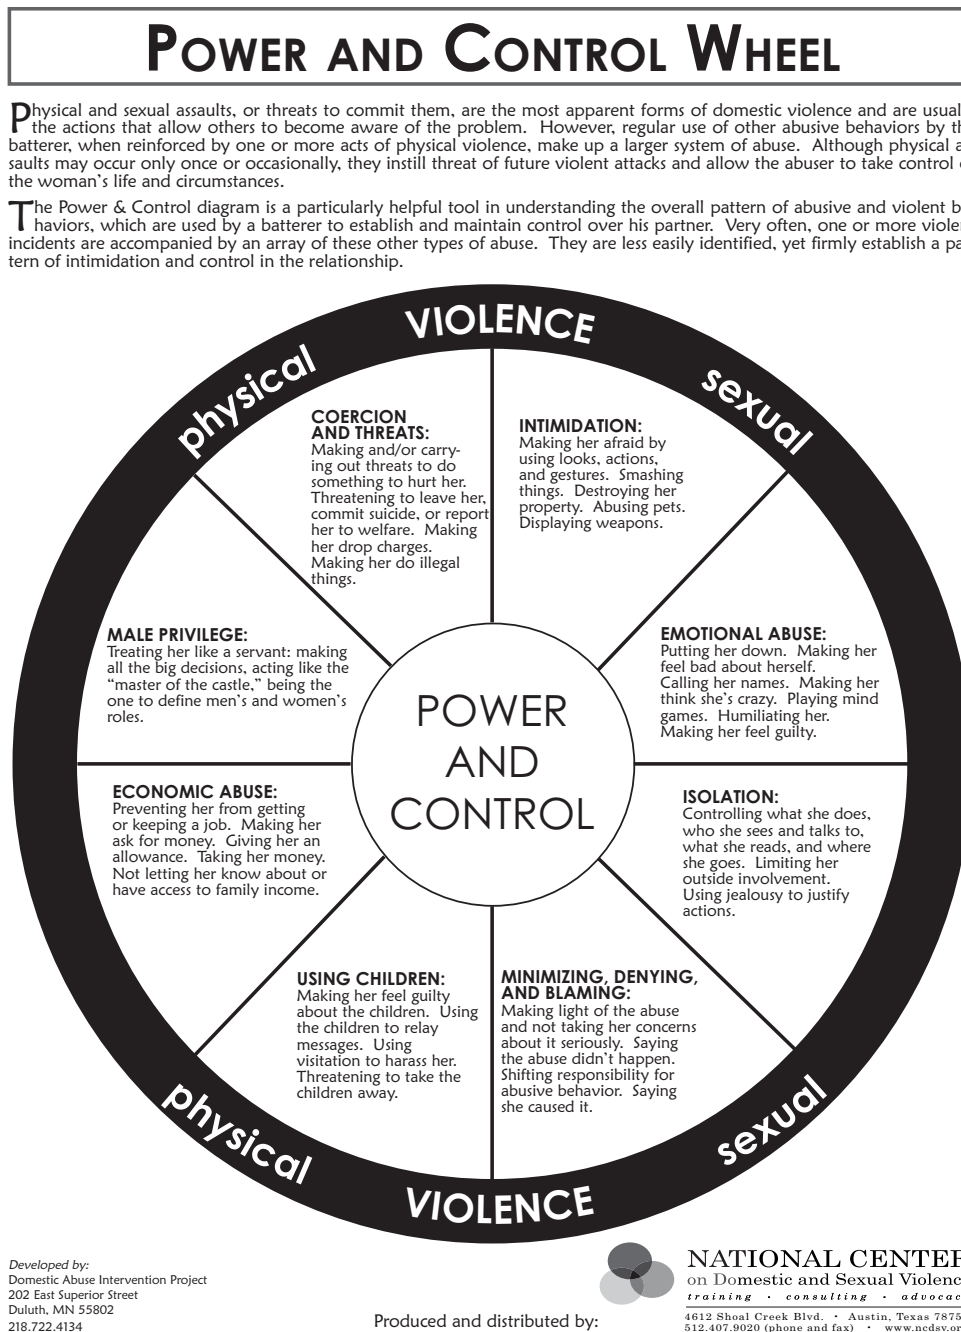 POWER AND CONTROL WHEEL
Physical and sexual assaults, or threats to commit them, are the most apparent forms of domestic violence and are usual
the actions that allow others to become aware of the problem. However, regular use of other abusive behaviors by th
batterer, when reinforced by one or more acts of physical violence, make up a larger system of abuse. Although physical a
saults may occur only once or occasionally, they instill threat of future violent attacks and allow the abuser to take control
the woman's life and circumstances.
The Power & Control diagram is a particularly helpful tool in understanding the overall pattern of abusive and violent b
haviors, which are used by a batterer to establish and maintain control over his partner. Very often, one or more viole
incidents are accompanied by an array of these other types of abuse. They are less easily identified, yet firmly establish a pa
tern of intimidation and control in the relationship.
VIOLENCE
physical
sexual
COERCION
AND THREATS:
Making and/or carry-
ing out threats to do
something to hurt her.
Threatening to leave her,
commit suicide, or report
her to welfare. Making
her drop charges.
Making her do illegal
things.
INTIMIDATION:
Making her afraid by
using looks, actions,
and gestures. Smashing
things. Destroying her
property. Abusing pets.
Displaying weapons.
MALE PRIVILEGE:
Treating her like a servant: making
all the big decisions, acting like the
“master of the castle,” being the
one to define men's and women's
roles.
EMOTIONAL ABUSE:
Putting her down. Making her
feel bad about herself.
Calling her names. Making her
think she's crazy. Playing mind
games. Humiliating her.
Making her feel guilty.
POWER
AND
CONTROL
ECONOMIC ABUSE:
Preventing her from getting
or keeping a job. Making her
ask for money. Giving her an
allowance. Taking her money.
Not letting her know about or
have access to family income.
ISOLATION:
Controlling what she does,
who she sees and talks to,
what she reads, and where
she goes. Limiting her
outside involvement.
Using jealousy to justify
actions.
USING CHILDREN:
Making her feel guilty
about the children. Using
the children to relay
messages. Using
visitation to harass her.
Threatening to take the
children away.
MINIMIZING, DENYING,
AND BLAMING:
Making light of the abuse
and not taking her concerns
about it seriously. Saying
the abuse didn't happen.
Shifting responsibility for
abusive behavior. Saying
she caused it.
physical
sexual
VIOLENCE
Developed by:
Domestic Abuse Intervention Project
202 East Superior Street
Duluth, MN 55802
218.722.4134
Produced and distributed by:
NATIONAL CENTER
on Domestic and Sexual Violenc
training · consulting · advocac
4612 Shoal Creek Blvd. · Austin, Texas 7875
512.407.9020 (phone and fax) · www.ncdsv.or